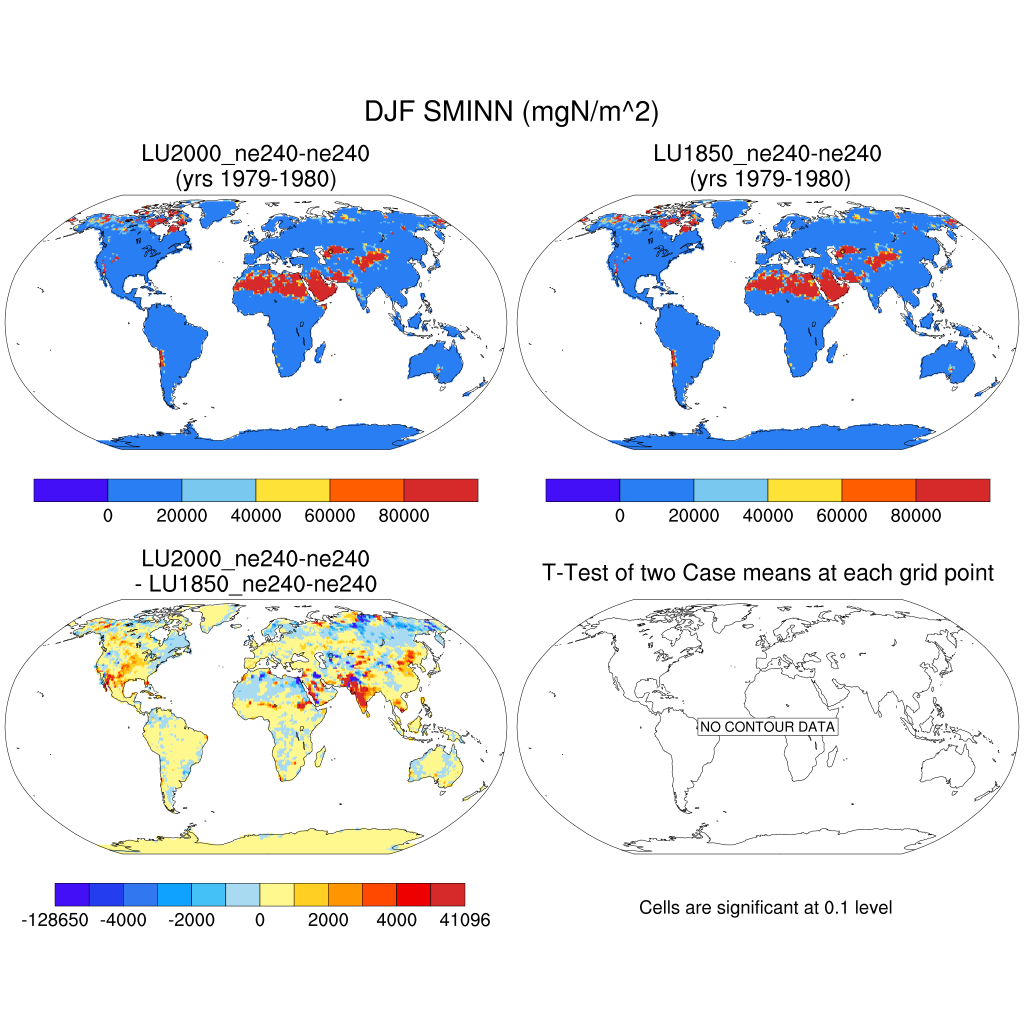 DJF SMINN (mgN/m^2)
LU2000_ne240-ne240
(yrs 1979-1980)
LU1850_ne240-ne240
(yrs 1979-1980)
0 20000 40000 60000 80000
0 20000 40000 60000 80000
LU2000_ne240-ne240
- LU1850_ne240-ne240
T-Test of two Case means at each grid point
NO CONTOUR DATA
-128650 -4000 -2000 0 2000 4000 41096
Cells are significant at 0.1 level